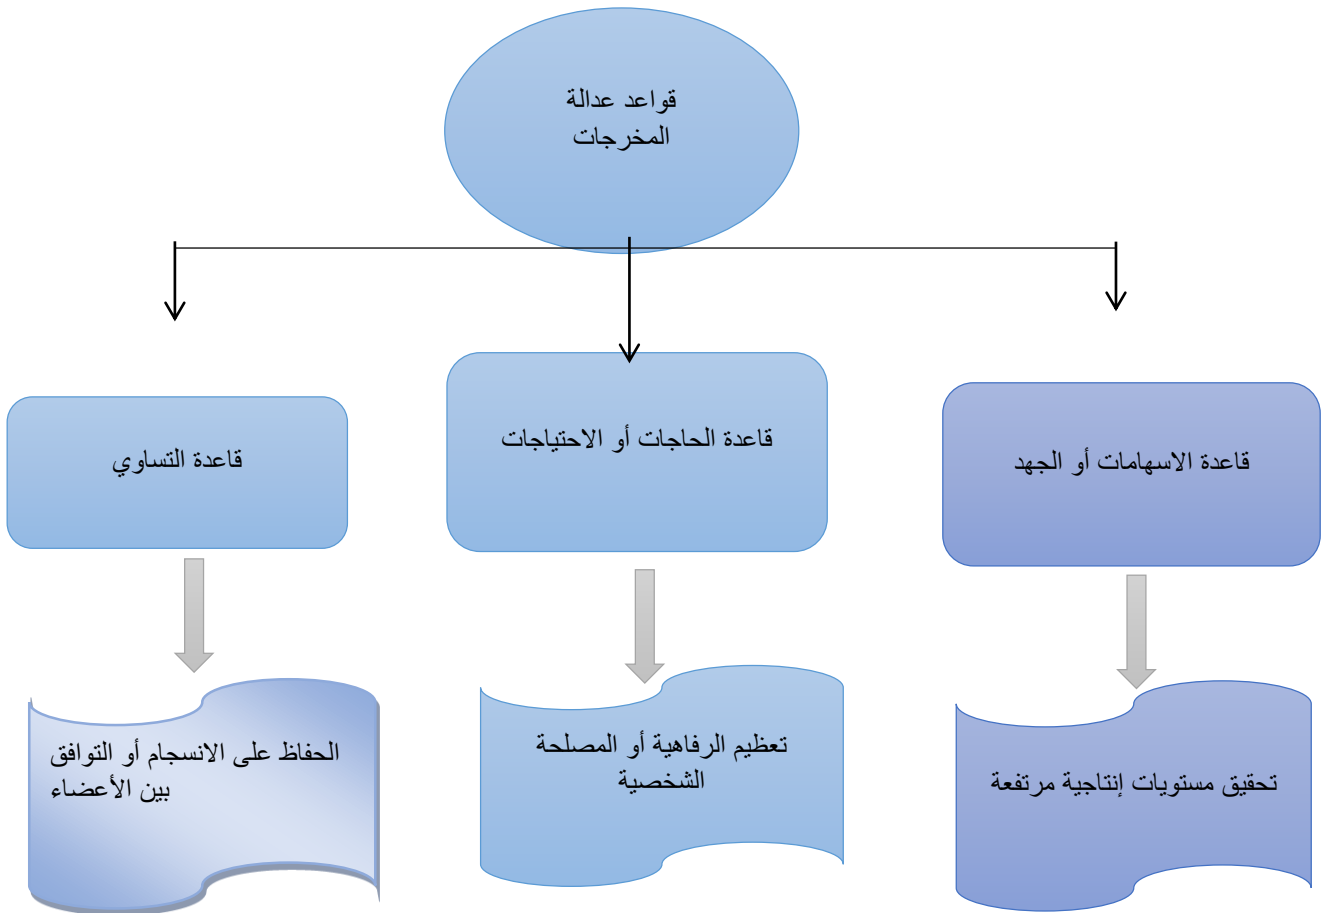 قواعد عدالة
المخرجات
قاعدة الاسهامات أو الجهد
قاعدة الحاجات أو الاحتياجات
قاعدة التساوي
تحقيق مستويات إنتاجية مرتفعة
تعظيم الرفاهية أو المصلحة
الشخصية
الحفاظ على الانسجام أو التوافق
بين الأعضاء